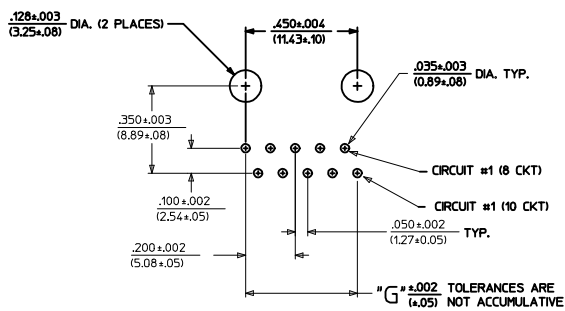 .128±.003
(3.25±.08) DIA. (2 PLACES)
.450±.004
(11.43±.10)
.035±.003
(0.89±.08) DIA. TYP.
.350±.003
(8.89±.08)
CIRCUIT #1 (8 CKT)
.100±.002
(2.54±.05)
CIRCUIT #1 (10 CKT)
.050±.002
(1.27±0.05) TYP.
.200±.002
(5.08±.05)
"G" ±.002 TOLERANCES ARE
(±.05) NOT ACCUMULATIVE